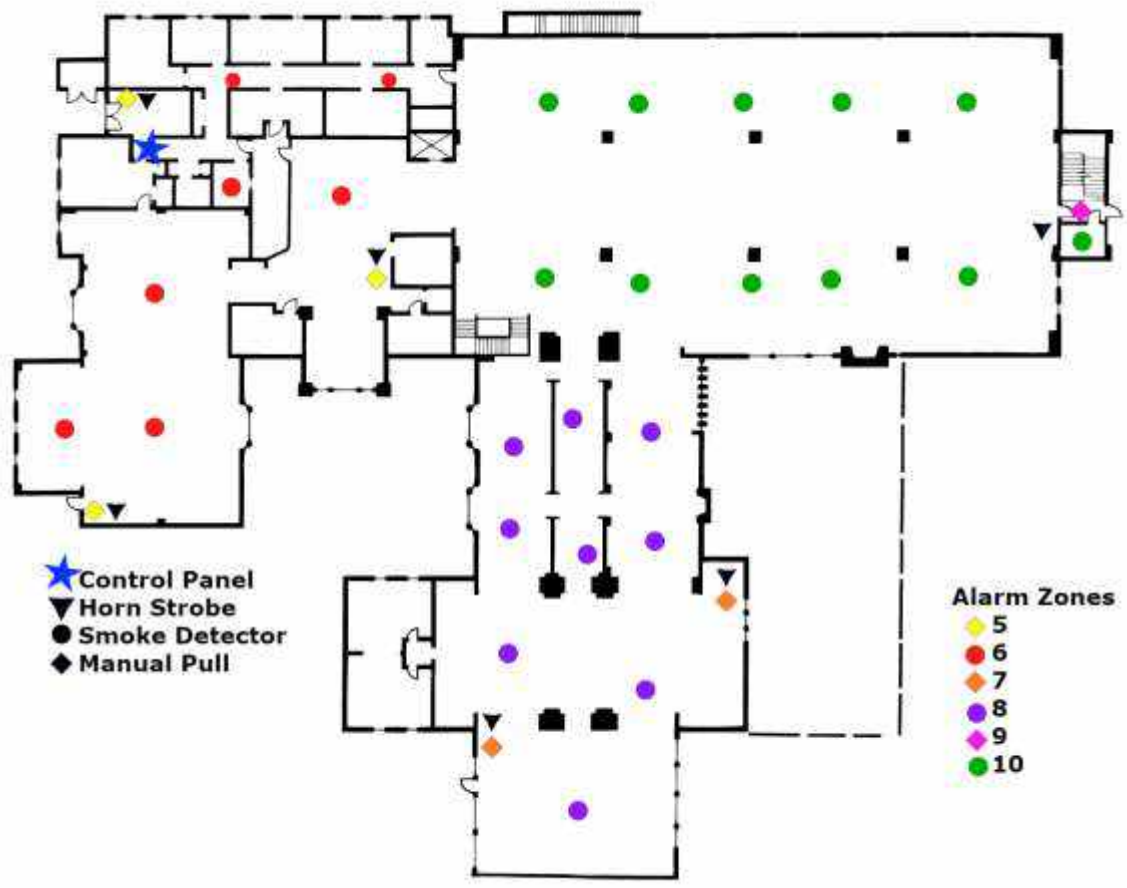 Control Panel
Horn Strobe
Smoke Detector
Manual Pull
Alarm Zones
5
6
7
8
9
10